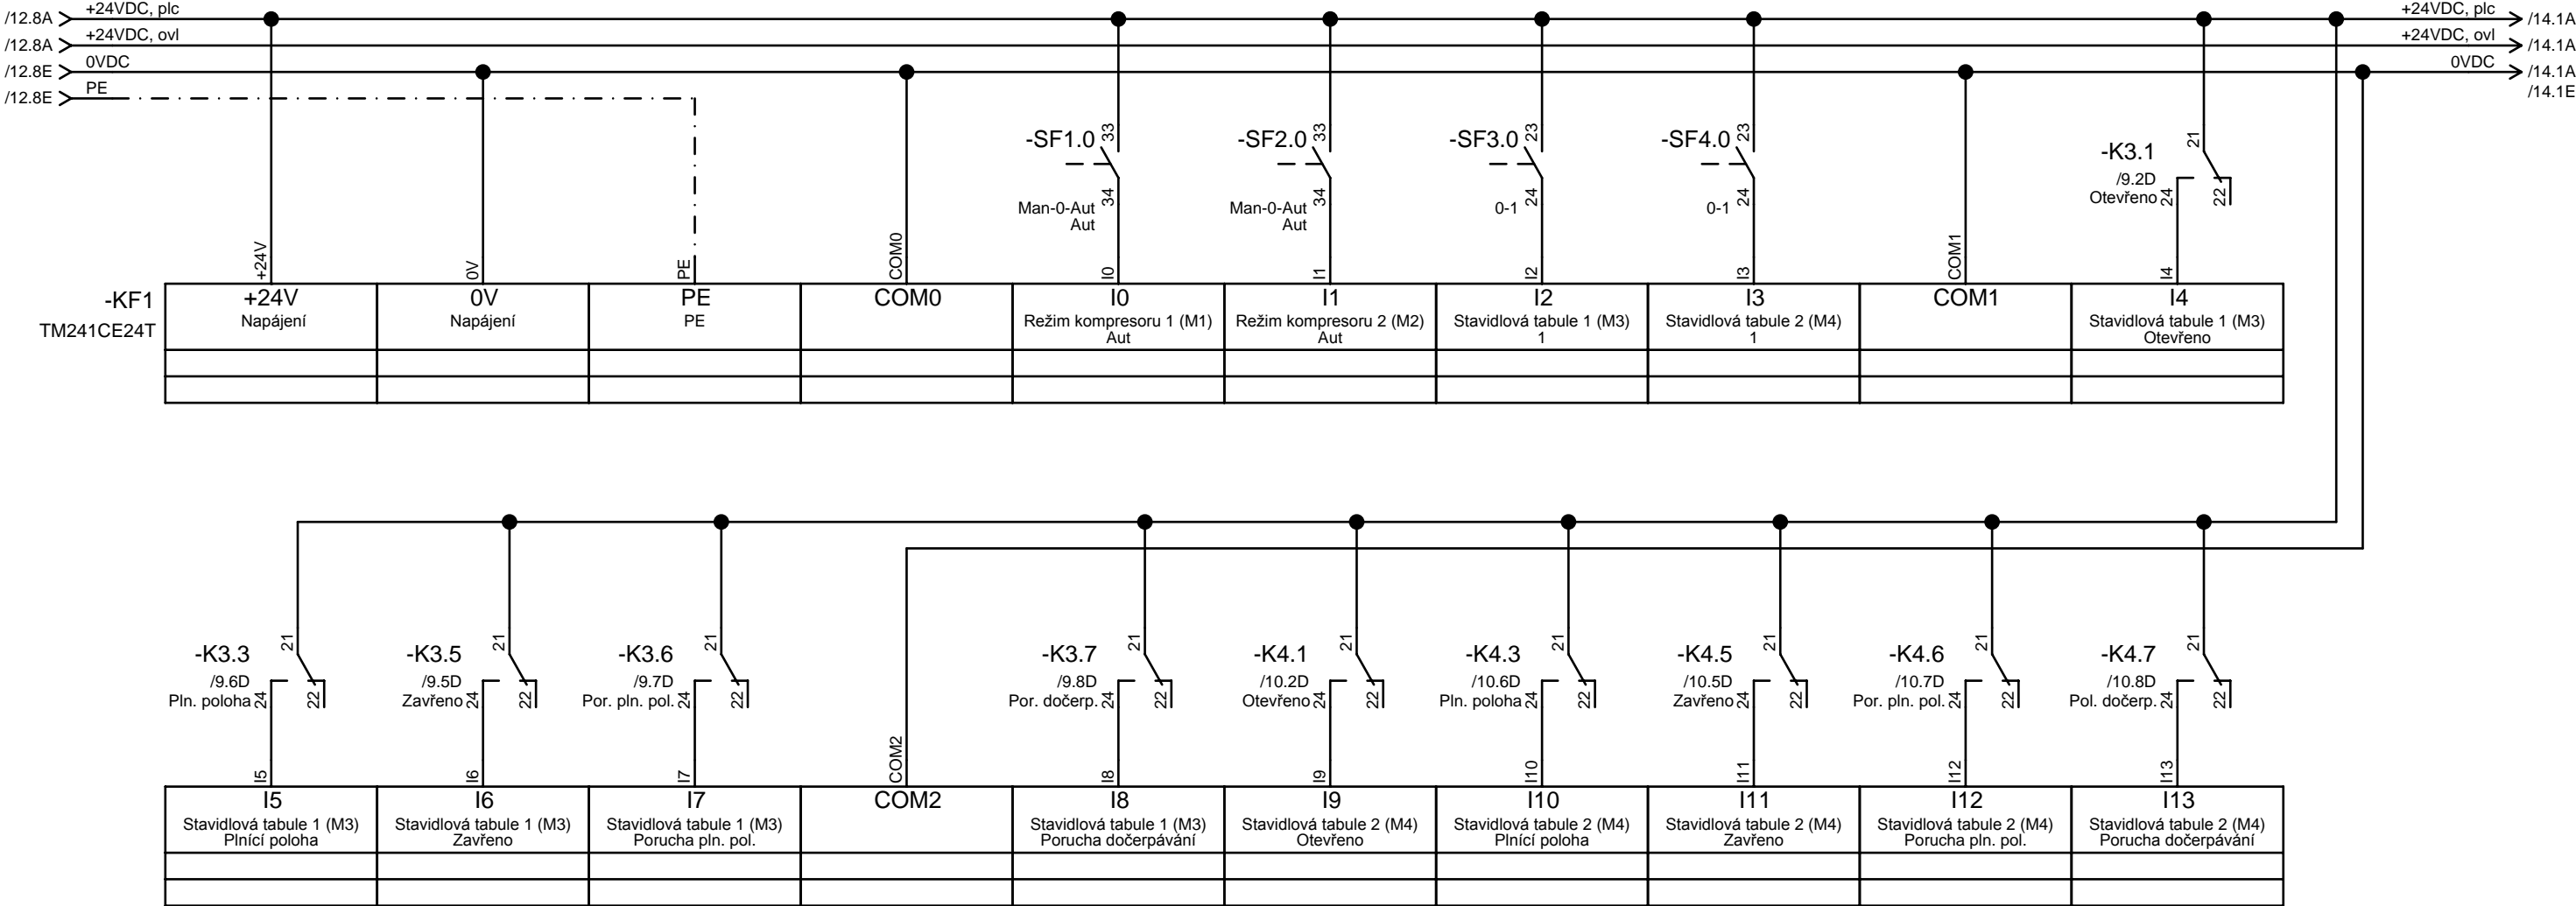 /12.8A
+24VDC, plc
+24VDC, plc
/14.1A
/12.8A
+24VDC, ovl
+24VDC, ovl
/14.1A
/12.8E
0VDC
0VDC
/14.1A
/12.8E
PE
/14.1E
-SF1.0
33
34
Man-0-Aut
Aut
-SF2.0
33
34
Man-0-Aut
Aut
-SF3.0
23
24
0-1
-SF4.0
23
24
0-1
-K3.1
/9.2D
Otevřeno
21
24
22
+24V
0V
PE
COM0
I0
I1
I2
I3
COM1
I4
-KF1
TM241CE24T
+24V
Napájení
0V
Napájení
PE
PE
COM0
I0
Režim kompresoru 1 (M1)
Aut
I1
Režim kompresoru 2 (M2)
Aut
I2
Stavidlová tabule 1 (M3)
1
I3
Stavidlová tabule 2 (M4)
1
COM1
I4
Stavidlová tabule 1 (M3)
Otevřeno
-K3.3
/9.6D
Pln. poloha
21
24
22
-K3.5
/9.5D
Zavřeno
21
24
22
-K3.6
/9.7D
Por. pln. pol.
21
24
22
-K3.7
/9.8D
Por. dočerp.
21
24
22
-K4.1
/10.2D
Otevřeno
21
24
22
-K4.3
/10.6D
Pln. poloha
21
24
22
-K4.5
/10.5D
Zavřeno
21
24
22
-K4.6
/10.7D
Por. pln. pol.
21
24
22
-K4.7
/10.8D
Pol. dočerp.
21
24
22
I5
I6
I7
COM2
I8
I9
I10
I11
I12
I13
I5
Stavidlová tabule 1 (M3)
Plnící poloha
I6
Stavidlová tabule 1 (M3)
Zavřeno
I7
Stavidlová tabule 1 (M3)
Porucha pln. pol.
COM2
I8
Stavidlová tabule 1 (M3)
Porucha dočerpávání
I9
Stavidlová tabule 2 (M4)
Otevřeno
I10
Stavidlová tabule 2 (M4)
Plnící poloha
I11
Stavidlová tabule 2 (M4)
Zavřeno
I12
Stavidlová tabule 2 (M4)
Porucha pln. pol.
I13
Stavidlová tabule 2 (M4)
Porucha dočerpávání